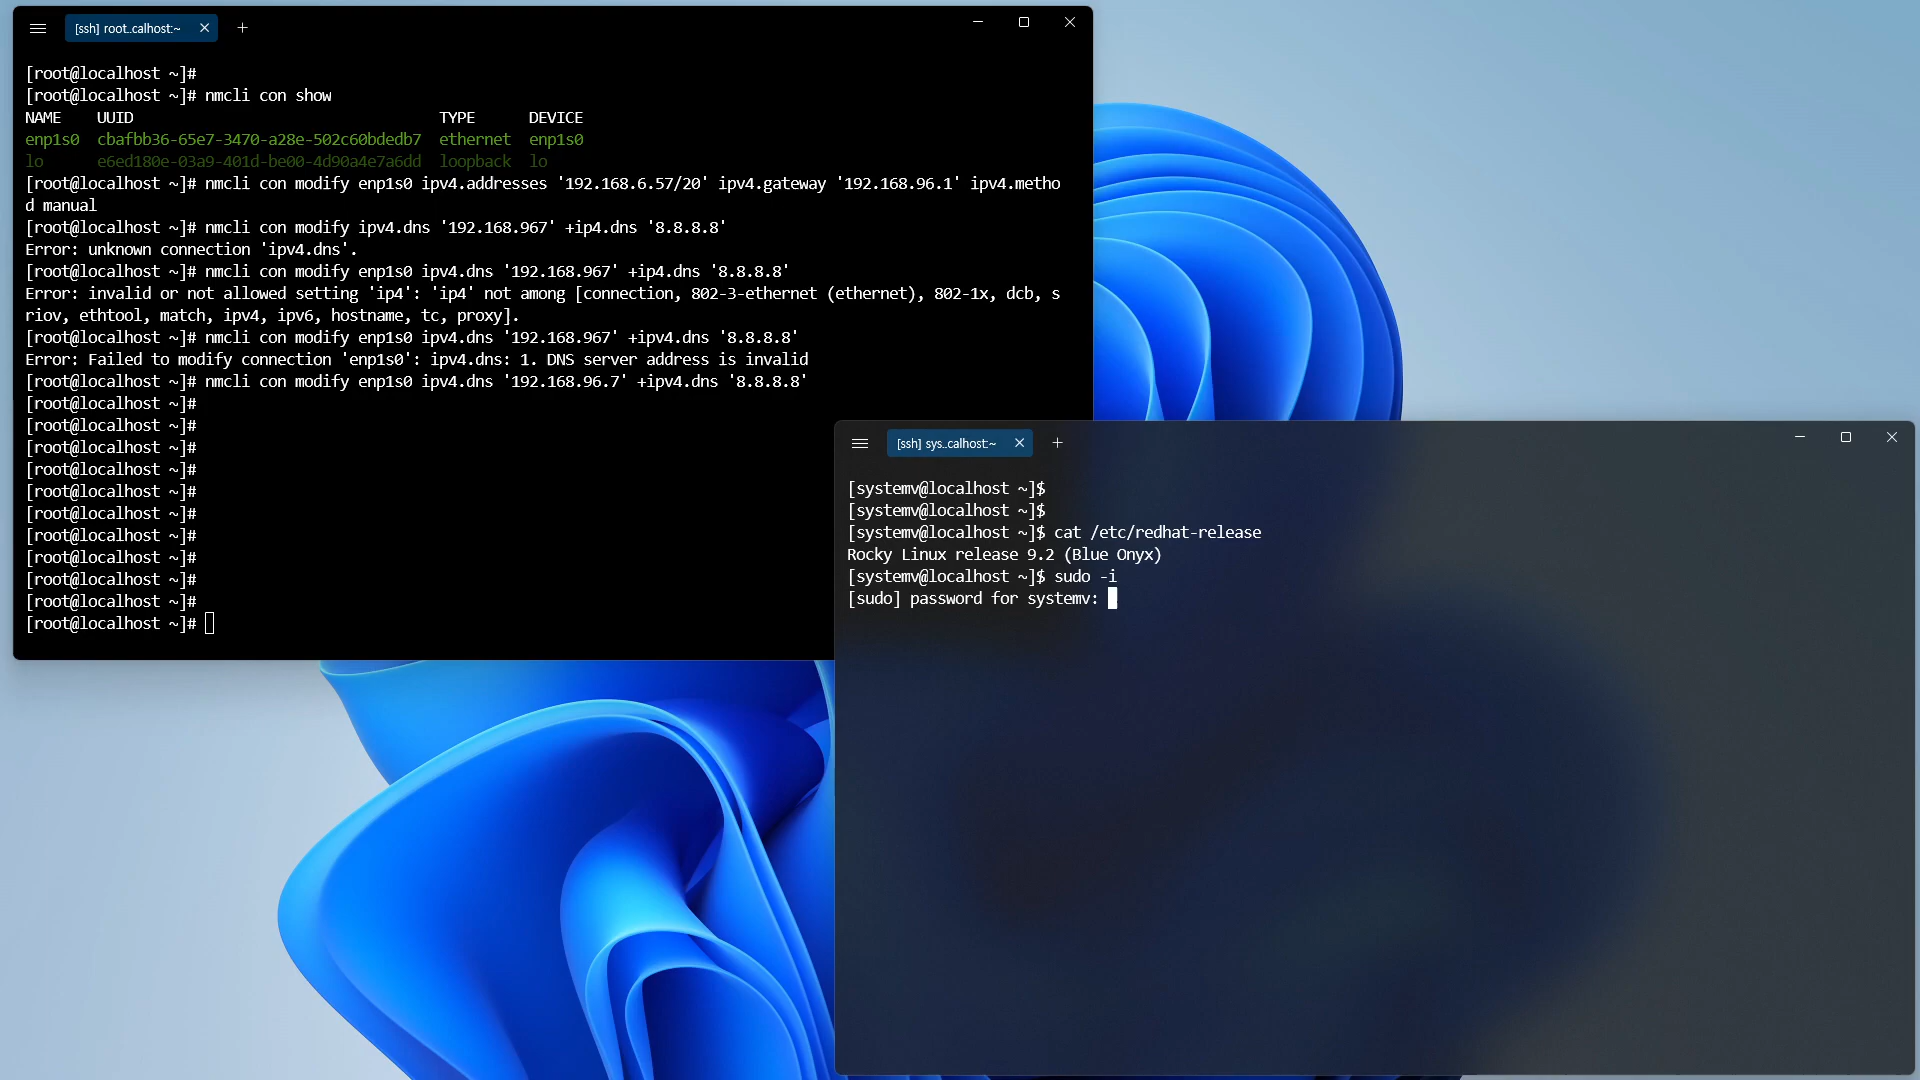 [ssh] root..calhost:~
[root@localhost ~]#
[root@localhost ~]# nmcli con show
NAME UUID TYPE DEVICE
enp1s0 cbafbb36-65e7-3470-a28e-502c60bdedb7 ethernet enp1s0
lo e6ed180e-03a9-401d-be00-4d90a4e7a6dd loopback lo
[root@localhost ~]# nmcli con modify enp1s0 ipv4.addresses '192.168.6.57/20' ipv4.gateway '192.168.96.1' ipv4.metho
d manual
[root@localhost ~]# nmcli con modify ipv4.dns '192.168.967' +ip4.dns '8.8.8.8'
Error: unknown connection 'ipv4.dns'.
[root@localhost ~]# nmcli con modify enp1s0 ipv4.dns '192.168.967' +ip4.dns '8.8.8.8'
Error: invalid or not allowed setting 'ip4': 'ip4' not among [connection, 802-3-ethernet (ethernet), 802-1x, dcb, s
riov, ethtool, match, ipv4, ipv6, hostname, tc, proxy].
[root@localhost ~]# nmcli con modify enp1s0 ipv4.dns '192.168.967' +ipv4.dns '8.8.8.8'
Error: Failed to modify connection 'enp1s0': ipv4.dns: 1. DNS server address is invalid
[root@localhost ~]# nmcli con modify enp1s0 ipv4.dns '192.168.96.7' +ipv4.dns '8.8.8.8'
[root@localhost ~]#
[root@localhost ~]#
[root@localhost ~]#
[root@localhost ~]#
[root@localhost ~]#
[root@localhost ~]#
[root@localhost ~]#
[root@localhost ~]#
[root@localhost ~]#
[root@localhost ~]#
[root@localhost ~]#
[ssh] sys..calhost:~
[systemv@localhost ~]$
[systemv@localhost ~]$
[systemv@localhost ~]$ cat /etc/redhat-release
Rocky Linux release 9.2 (Blue Onyx)
[systemv@localhost ~]$ sudo -i
[sudo] password for systemv: